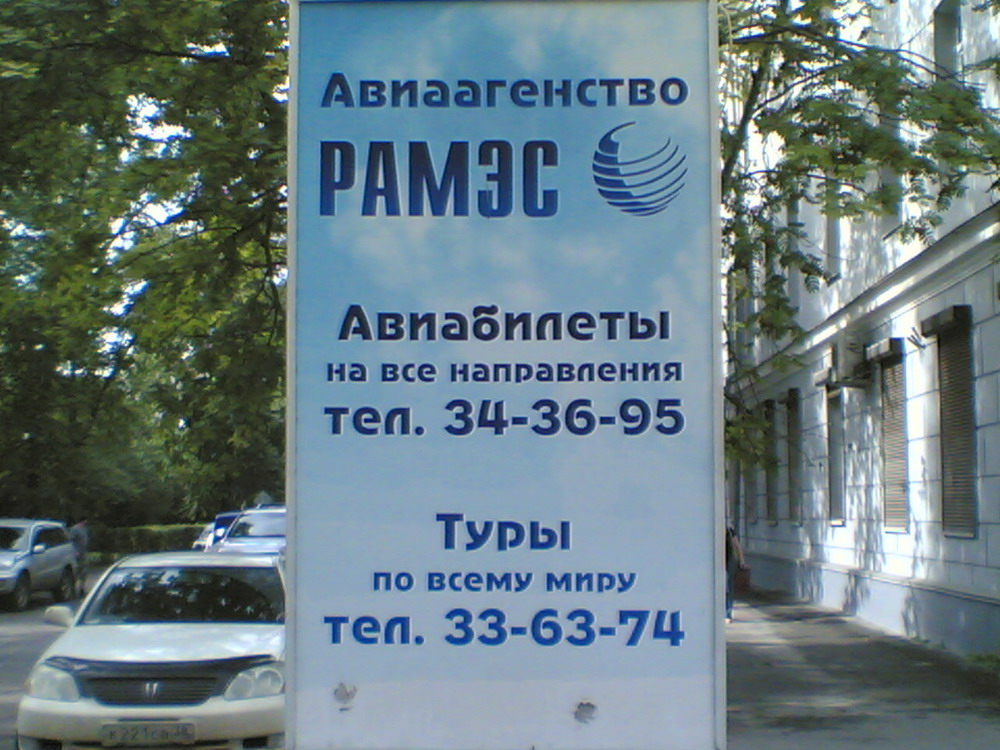 Авиаагенство
РАМЭС
Авиабилеты
на все направления
тел. 34-36-95
Туры
по всему миру
тел. 33-63-74